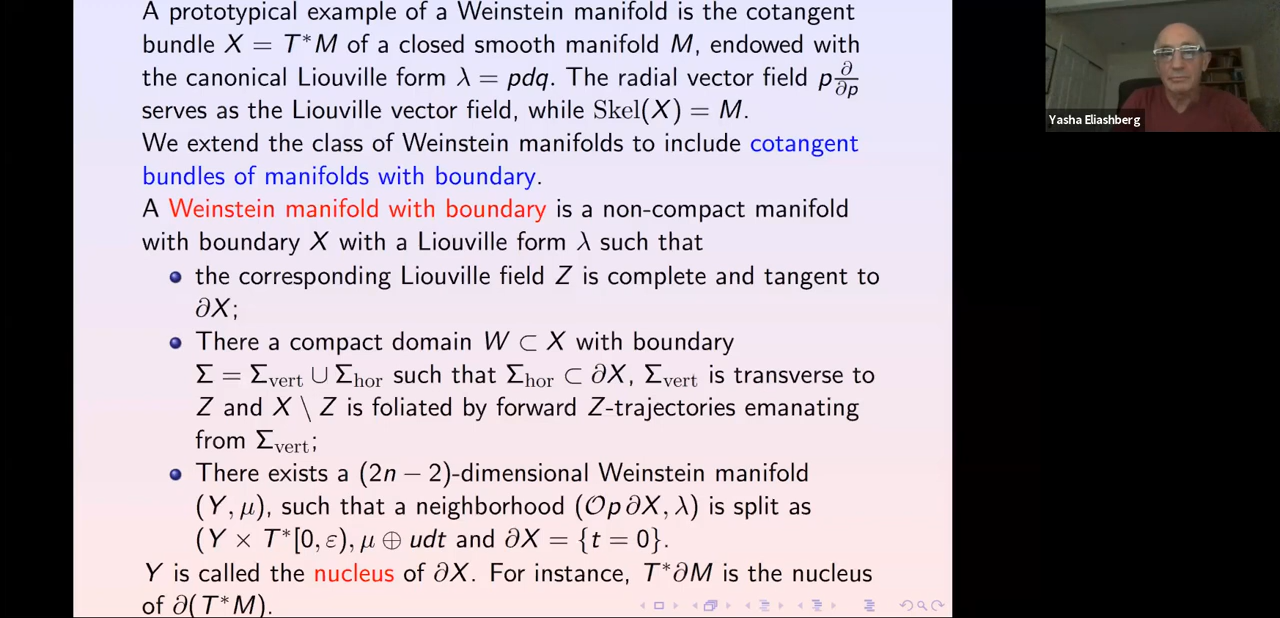 A prototypical example of a Weinstein manifold is the cotangent
bundle X = T*M of a closed smooth manifold M, endowed with
the canonical Liouville form λ = pdq. The radial vector field p∂/∂p
serves as the Liouville vector field, while Skel(X) = M.
We extend the class of Weinstein manifolds to include cotangent
bundles of manifolds with boundary.
A Weinstein manifold with boundary is a non-compact manifold
with boundary X with a Liouville form λ such that
the corresponding Liouville field Z is complete and tangent to
∂X;
There a compact domain W ⊂ X with boundary
Σ = Σvert ∪ Σhor such that Σhor ⊂ ∂X, Σvert is transverse to
Z and X \ Z is foliated by forward Z-trajectories emanating
from Σvert;
There exists a (2n − 2)-dimensional Weinstein manifold
(Y, μ), such that a neighborhood (𝒪p ∂X, λ) is split as
(Y × T*[0, ε), μ ⊕ udt and ∂X = {t = 0}.
Y is called the nucleus of ∂X. For instance, T*∂M is the nucleus
of ∂(T*M).
Yasha Eliashberg